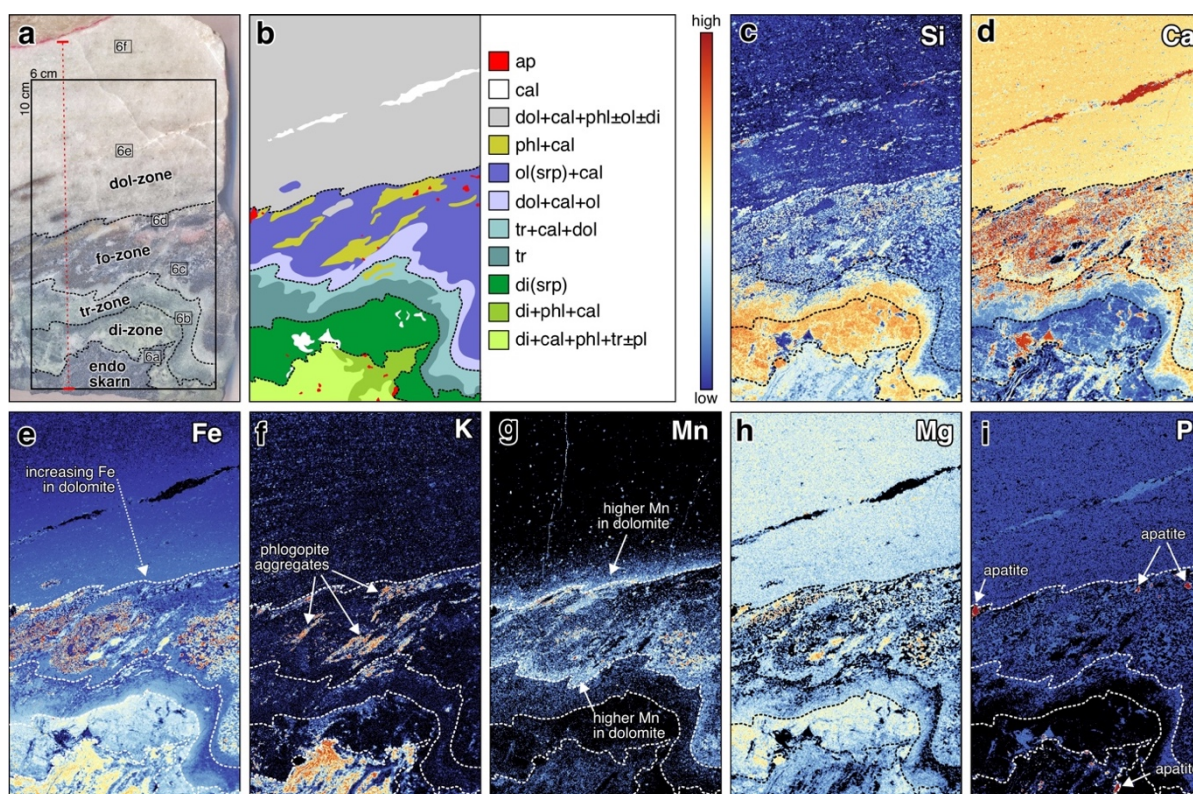 a
6f
6 cm
10 cm
6e
dol-zone
6d
fo-zone
6c
tr-zone
6b
di-zone
6a
endo
skarn
b
ap
cal
dol+cal+phl±ol±di
phl+cal
ol(srp)+cal
dol+cal+ol
tr+cal+dol
tr
di(srp)
di+phl+cal
di+cal+phl+tr±pl
high
low
c
Si
d
Ca
e
Fe
increasing Fe
in dolomite
f
K
phlogopite
aggregates
g
Mn
higher Mn
in dolomite
higher Mn
in dolomite
h
Mg
i
P
apatite
apatite
apatite